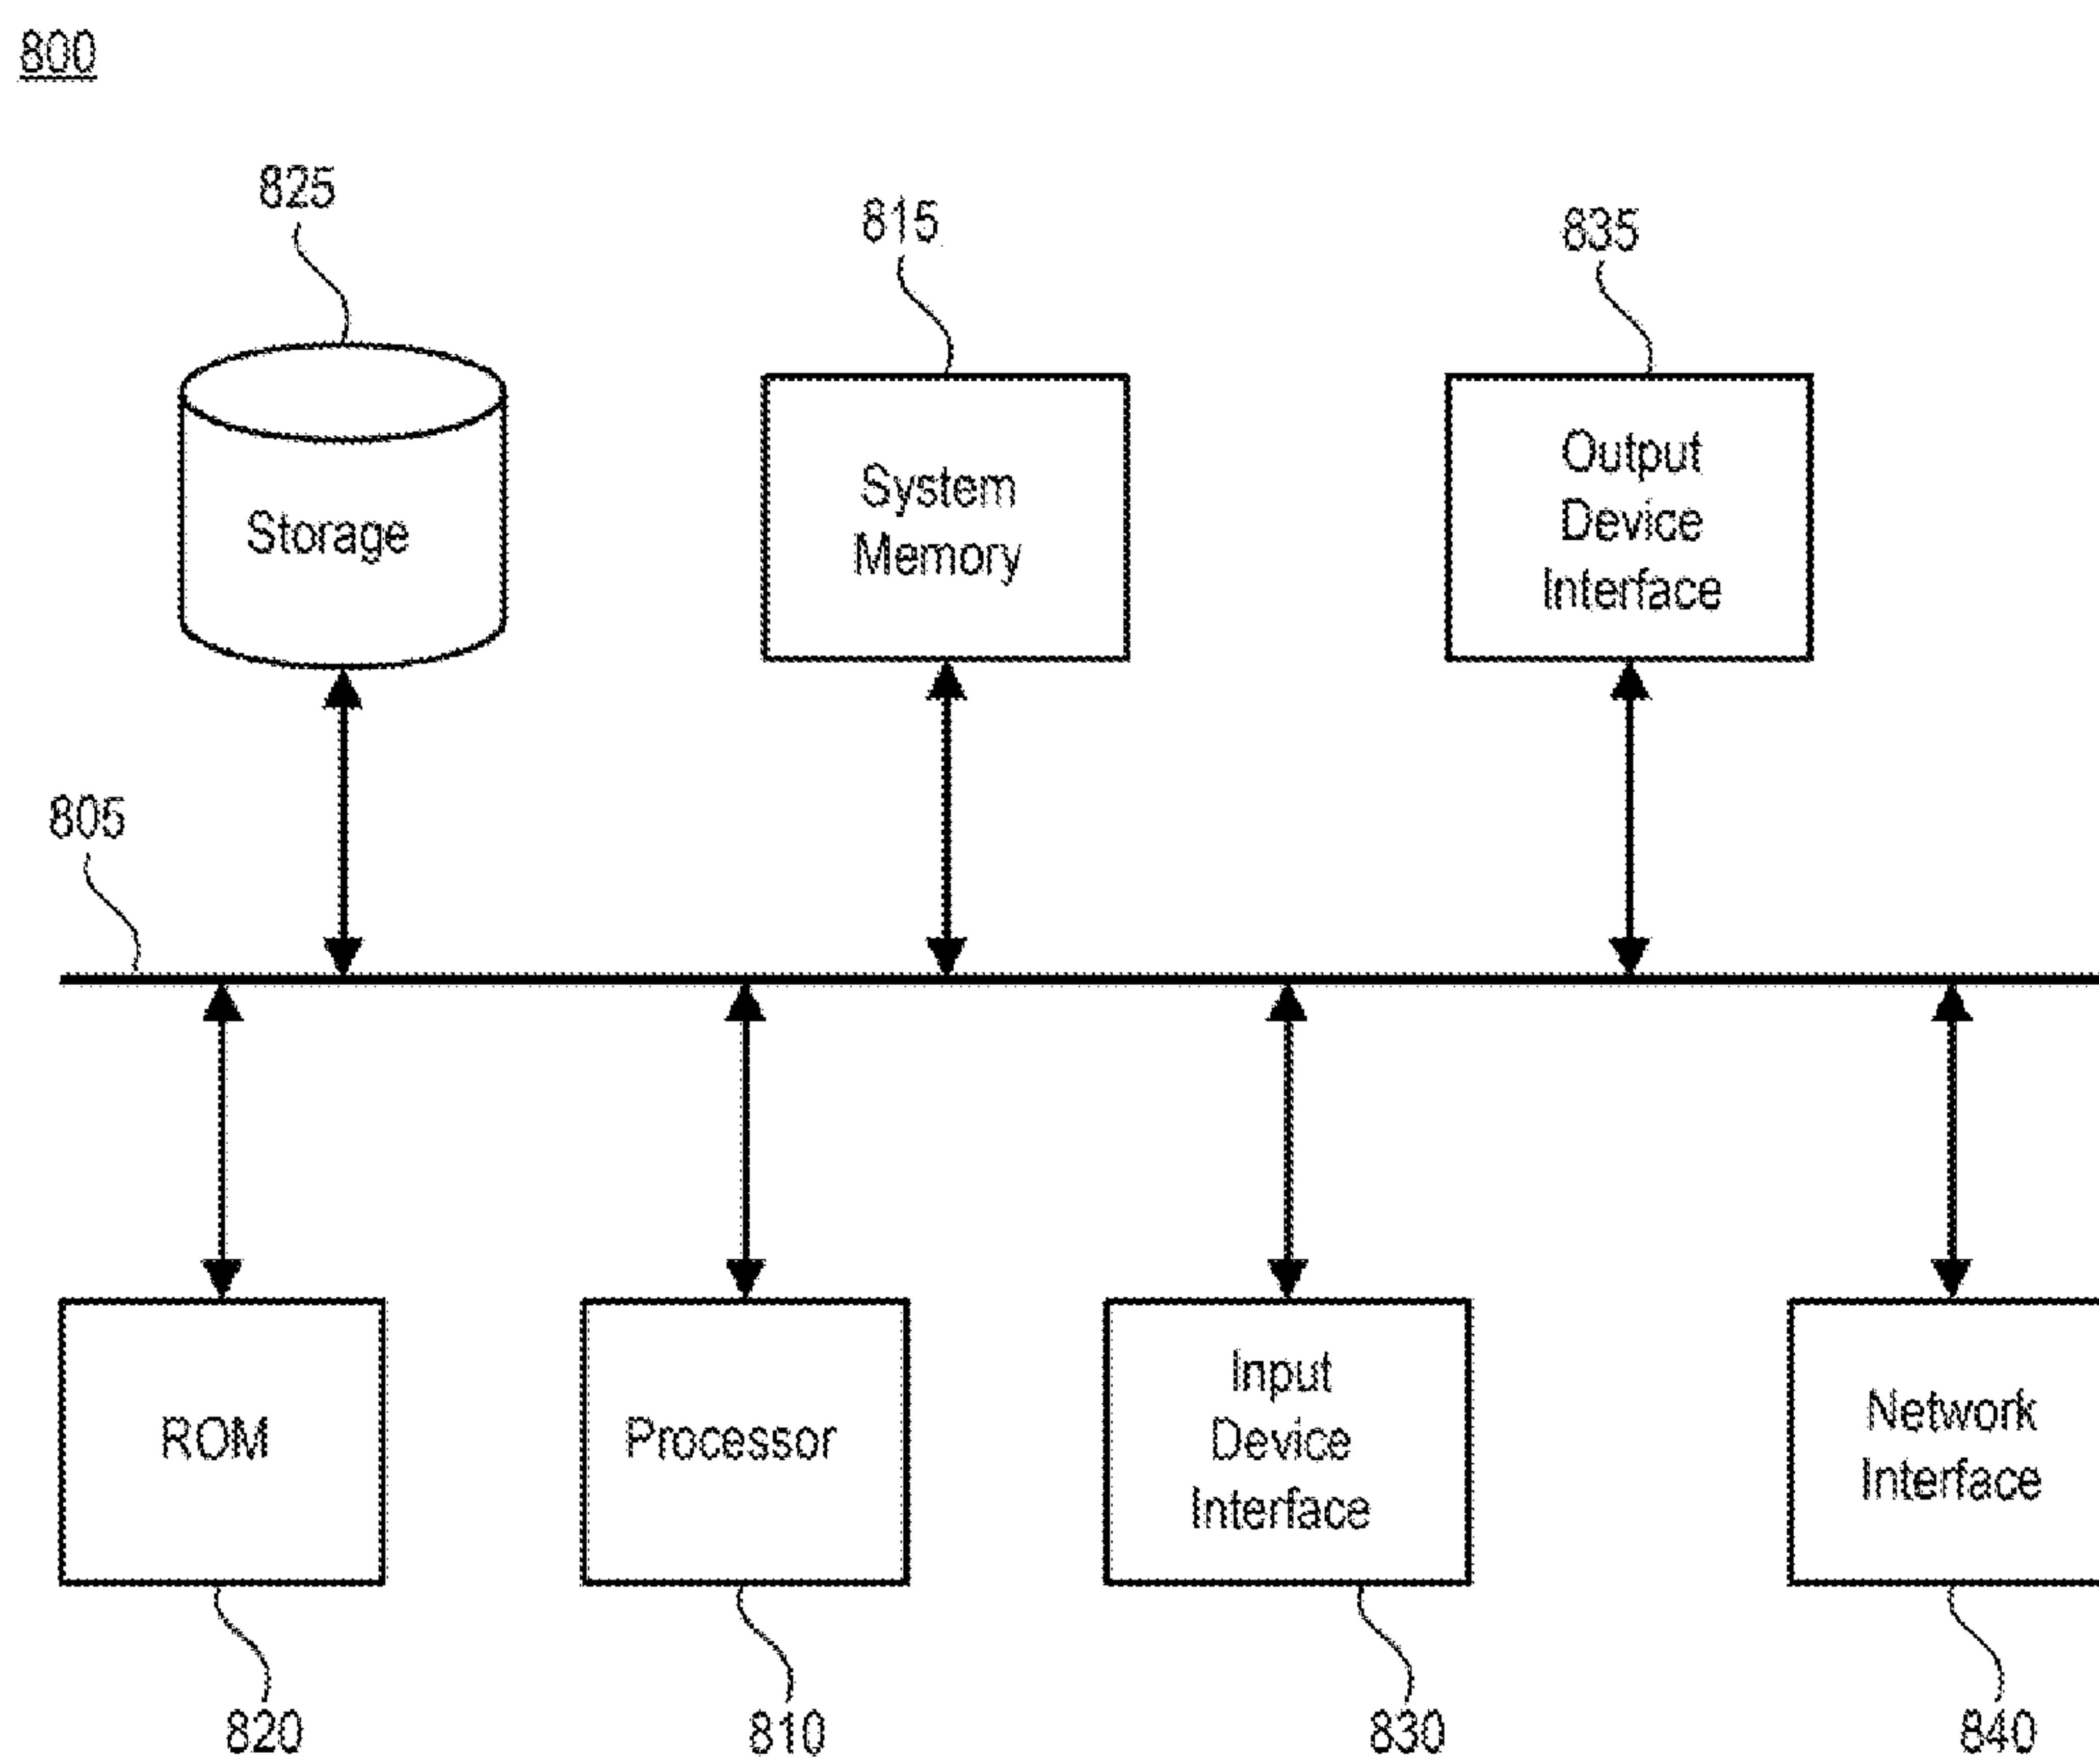 800
825
815
835
Storage
System
Memory
Output
Device
Interface
805
ROM
Processor
Input
Device
Interface
Network
Interface
820
810
830
840